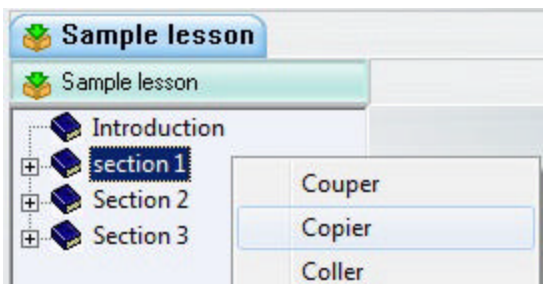 Sample lesson
Sample lesson
Introduction
section 1
Section 2
Section 3
Couper
Copier
Coller